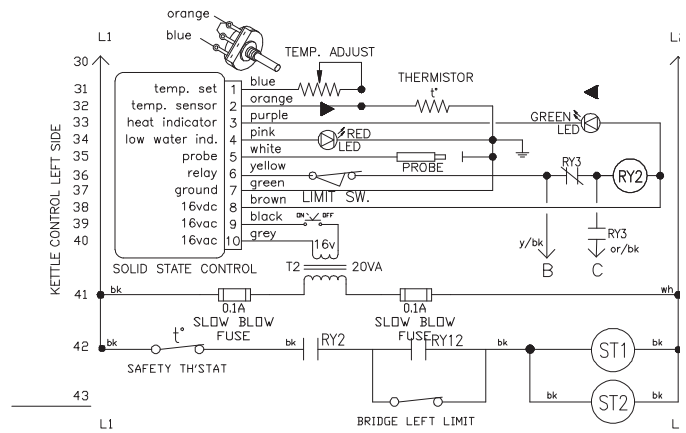 orange
blue
L1
L2
TEMP. ADJUST
30
31 temp. set 1 blue
THERMISTOR
t°
32 temp. sensor 2 orange
33 heat indicator 3 purple
GREEN LED
34 low water ind. 4 pink
RED LED
35 probe 5 white
PROBE
36 relay 6 yellow
RY3
RY2
37 ground 7 green
LIMIT SW.
38 16vdc 8 brown
39 16vac 9 black
ON OFF
RY3
40 16vac 10 grey
16v
y/bk
or/bk
KETTLE CONTROL LEFT SIDE
SOLID STATE CONTROL
T2
20VA
B
C
41
bk
wh
0.1A
SLOW BLOW
FUSE
0.1A
SLOW BLOW
FUSE
42
bk
t°
bk
bk
RY2
RY12
bk
bk
ST1
bk
SAFETY TH'STAT
43
bk
ST2
bk
BRIDGE LEFT LIMIT
L1
L